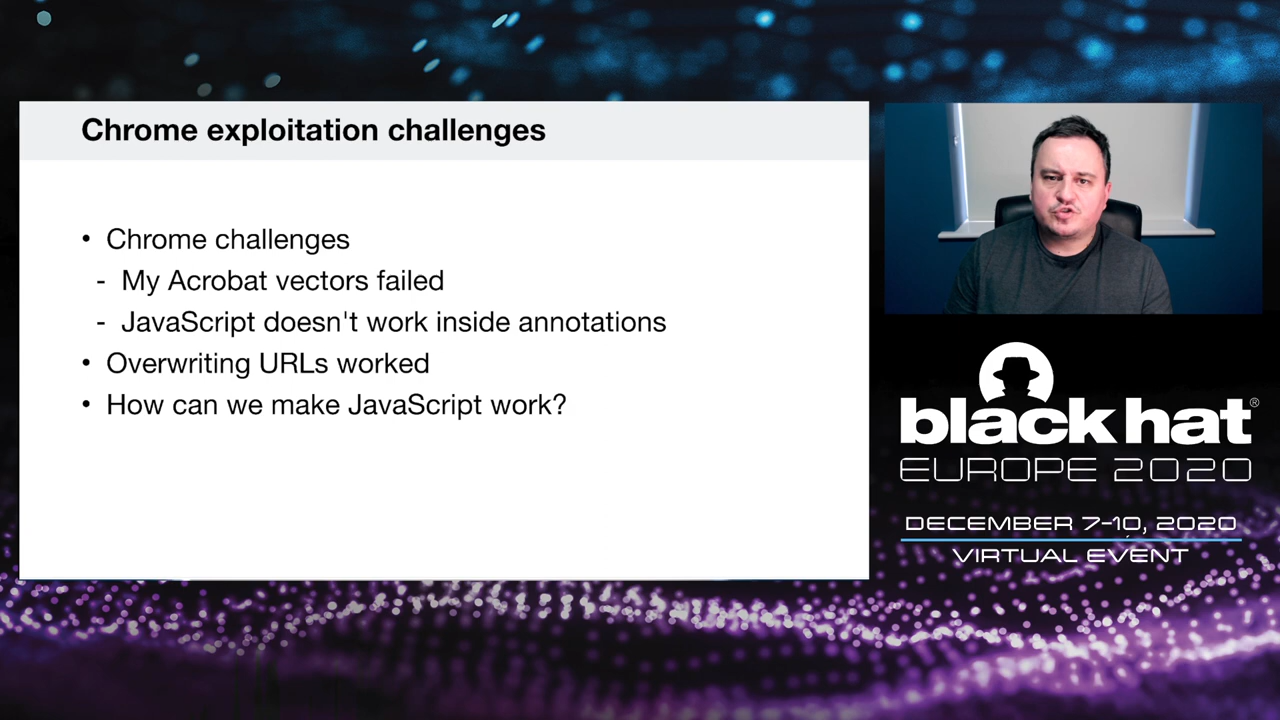 Chrome exploitation challenges
• Chrome challenges
- My Acrobat vectors failed
- JavaScript doesn't work inside annotations
• Overwriting URLs worked
• How can we make JavaScript work?
black hat®
EUROPE 2020
DECEMBER 7-10, 2020
VIRTUAL EVENT